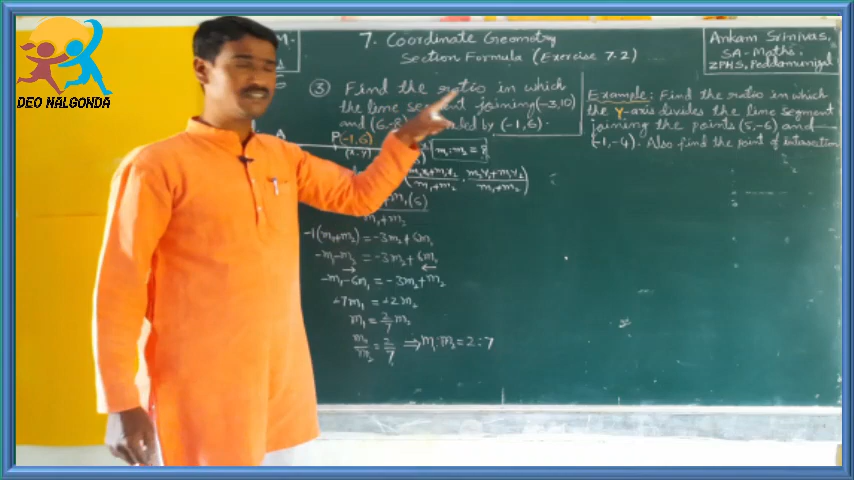 DEO NALGONDA
M.
7. Coordinate Geometry
Section Formula (Exercise 7.2)
Ankam Srinivas,
SA-Maths,
ZPHS, Peddamunigal
③ Find the ratio in which
the line segment joining (-3,10)
and (6,-8) by (-1,6).
A P(-1,6)
(x,y) m₁:m₂ = ?
m₁+m₂
-1(m₁+m₂) = -3m₂+6m₁
-m₁-m₂ = -3m₂+6m₁
-m₁-6m₁ = -3m₂+m₂
+7m₁ = +2m₂
m₁ = 2/7 m₂
m₁/m₂ = 2/7 ⇒ m₁:m₂ = 2:7
Example: Find the ratio in which
the Y-axis divides the line segment
joining the points (5,-6) and
(-1,-4). Also find the point of intersection